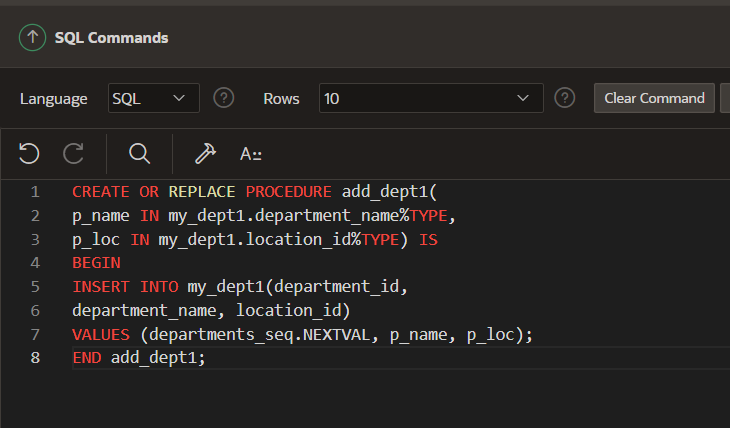 SQL Commands
Language SQL Rows 10 Clear Command
A::
1 CREATE OR REPLACE PROCEDURE add_dept1(
2 p_name IN my_dept1.department_name%TYPE,
3 p_loc IN my_dept1.location_id%TYPE) IS
4 BEGIN
5 INSERT INTO my_dept1(department_id,
6 department_name, location_id)
7 VALUES (departments_seq.NEXTVAL, p_name, p_loc);
8 END add_dept1;